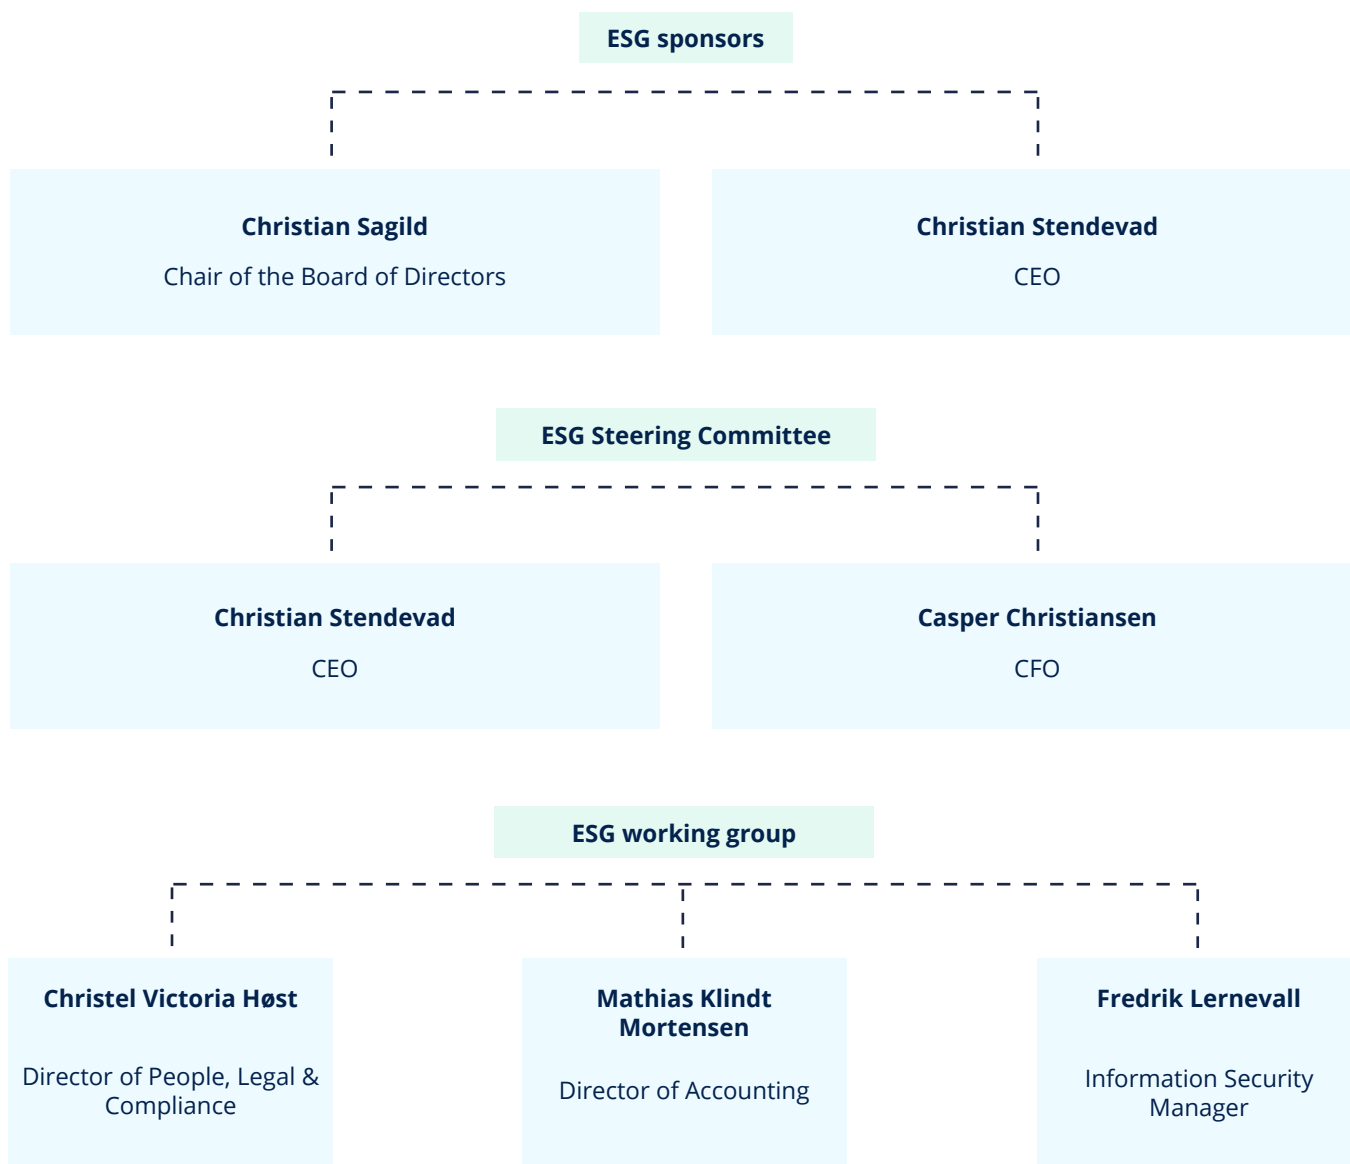 ESG sponsors
Christian Sagild
Chair of the Board of Directors
Christian Stendevad
CEO
ESG Steering Committee
Christian Stendevad
CEO
Casper Christiansen
CFO
ESG working group
Christel Victoria Høst
Director of People, Legal &
Compliance
Mathias Klindt
Mortensen
Director of Accounting
Fredrik Lernevall
Information Security
Manager